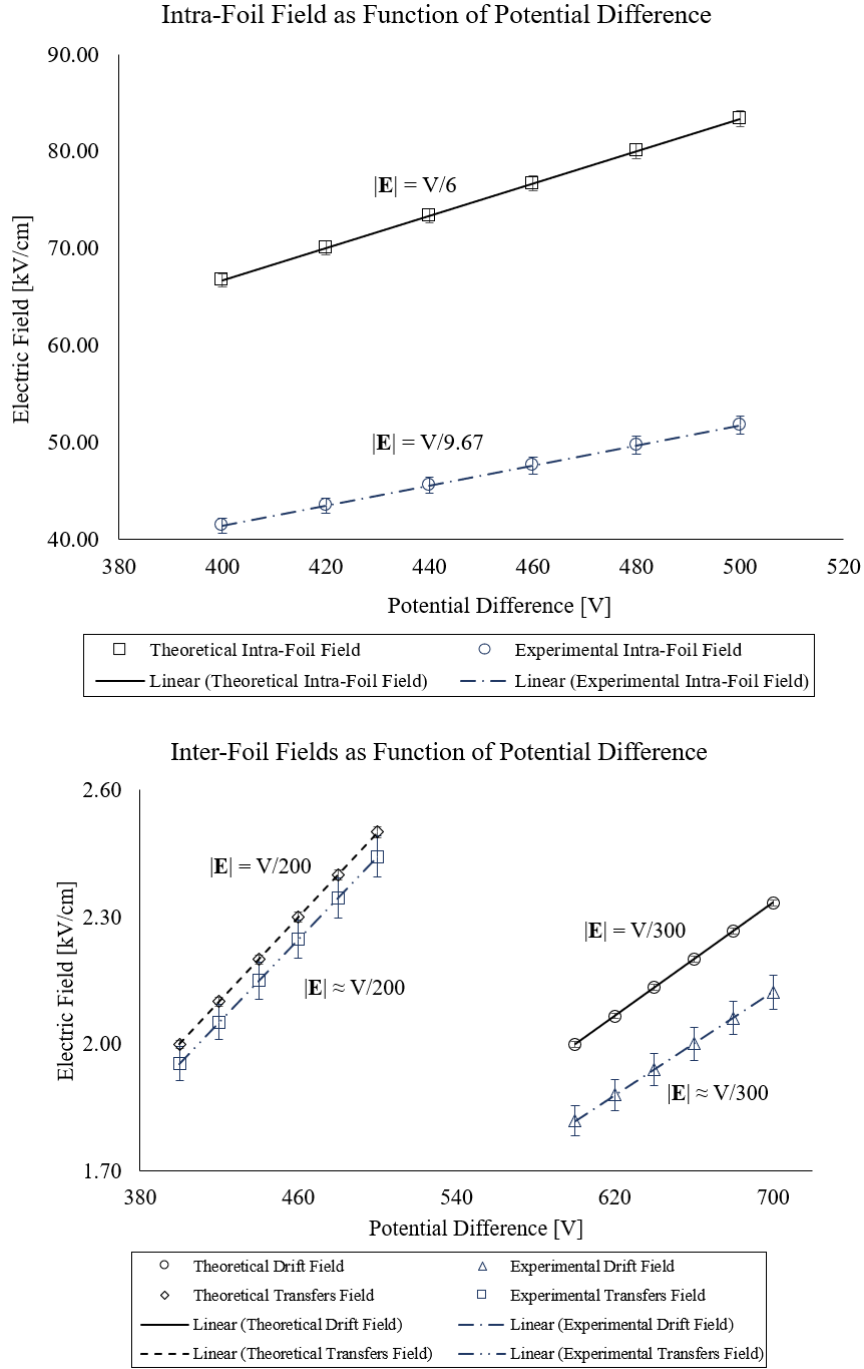 Intra-Foil Field as Function of Potential Difference
90.00
80.00
70.00
60.00
50.00
40.00
Electric Field [kV/cm]
|E| = V/6
|E| = V/9.67
380 400 420 440 460 480 500 520
Potential Difference [V]
Theoretical Intra-Foil Field Experimental Intra-Foil Field
Linear (Theoretical Intra-Foil Field) Linear (Experimental Intra-Foil Field)
Inter-Foil Fields as Function of Potential Difference
2.60
2.30
2.00
1.70
Electric Field [kV/cm]
|E| = V/200
|E| = V/300
|E| ≈ V/200
|E| ≈ V/300
380 460 540 620 700
Potential Difference [V]
Theoretical Drift Field Experimental Drift Field
Theoretical Transfers Field Experimental Transfers Field
Linear (Theoretical Drift Field) Linear (Experimental Drift Field)
Linear (Theoretical Transfers Field) Linear (Experimental Transfers Field)